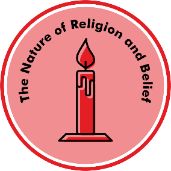 The Nature of Religion and Belief